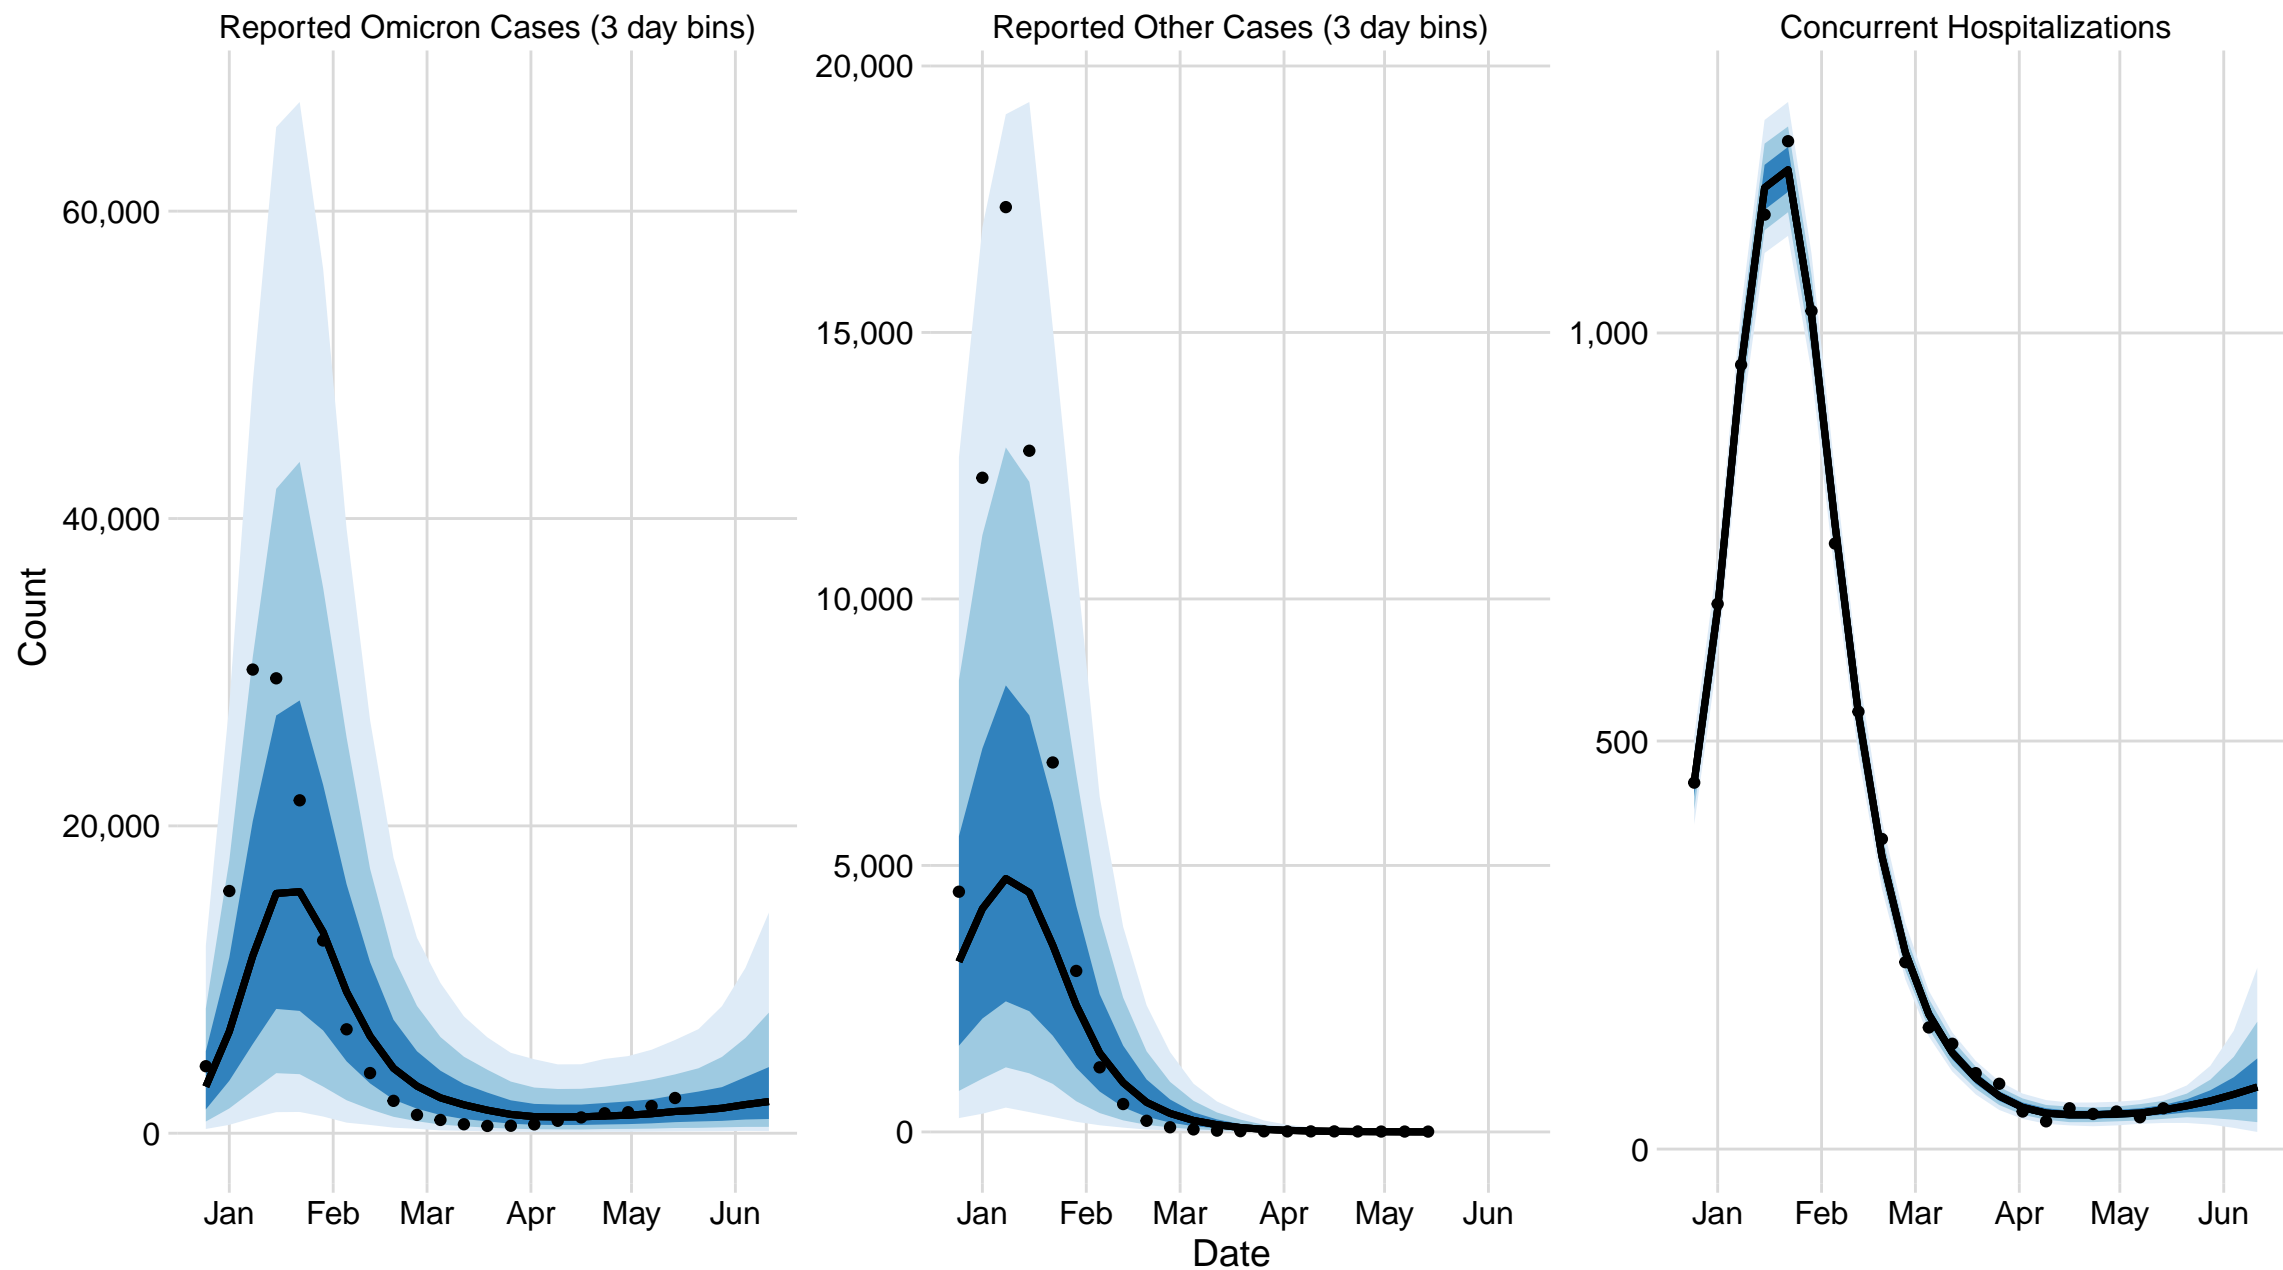 Reported Omicron Cases (3 day bins)
Reported Other Cases (3 day bins)
Concurrent Hospitalizations
Count
60,000
40,000
20,000
0
20,000
15,000
10,000
5,000
0
1,000
500
0
Jan Feb Mar Apr May Jun
Jan Feb Mar Apr May Jun
Jan Feb Mar Apr May Jun
Date